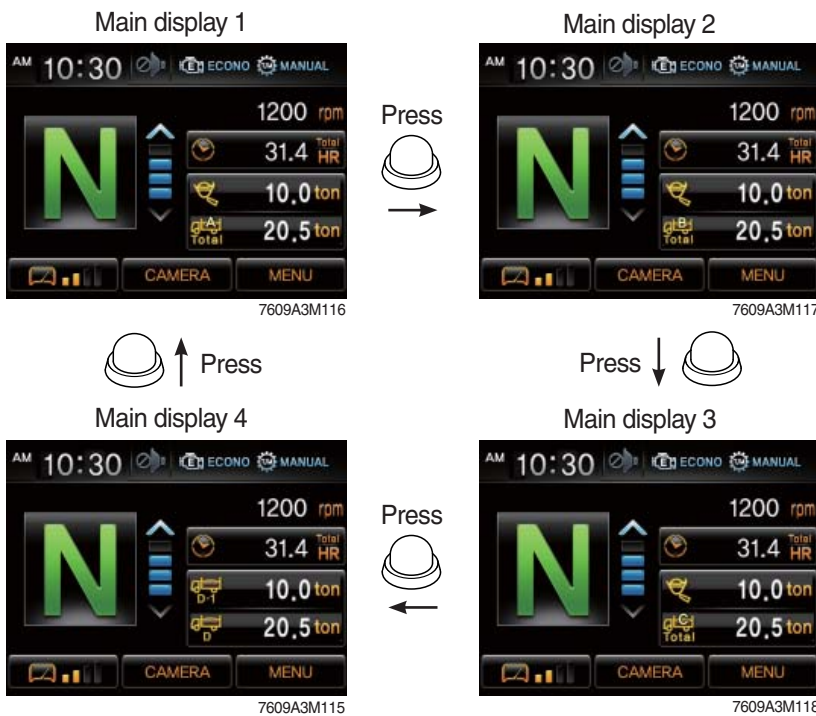 Main display 1
AM 10:30 E ECONO T/M MANUAL
1200 rpm
N
31.4 Total HR
10.0 ton
A Total 20.5 ton
CAMERA MENU
7609A3M116
Press
Main display 2
AM 10:30 E ECONO T/M MANUAL
1200 rpm
N
31.4 Total HR
10.0 ton
B Total 20.5 ton
CAMERA MENU
7609A3M117
Press
Press
Main display 4
AM 10:30 E ECONO T/M MANUAL
1200 rpm
N
31.4 Total HR
D-1 10.0 ton
D 20.5 ton
CAMERA MENU
7609A3M115
Press
Main display 3
AM 10:30 E ECONO T/M MANUAL
1200 rpm
N
31.4 Total HR
10.0 ton
C Total 20.5 ton
CAMERA MENU
7609A3M118